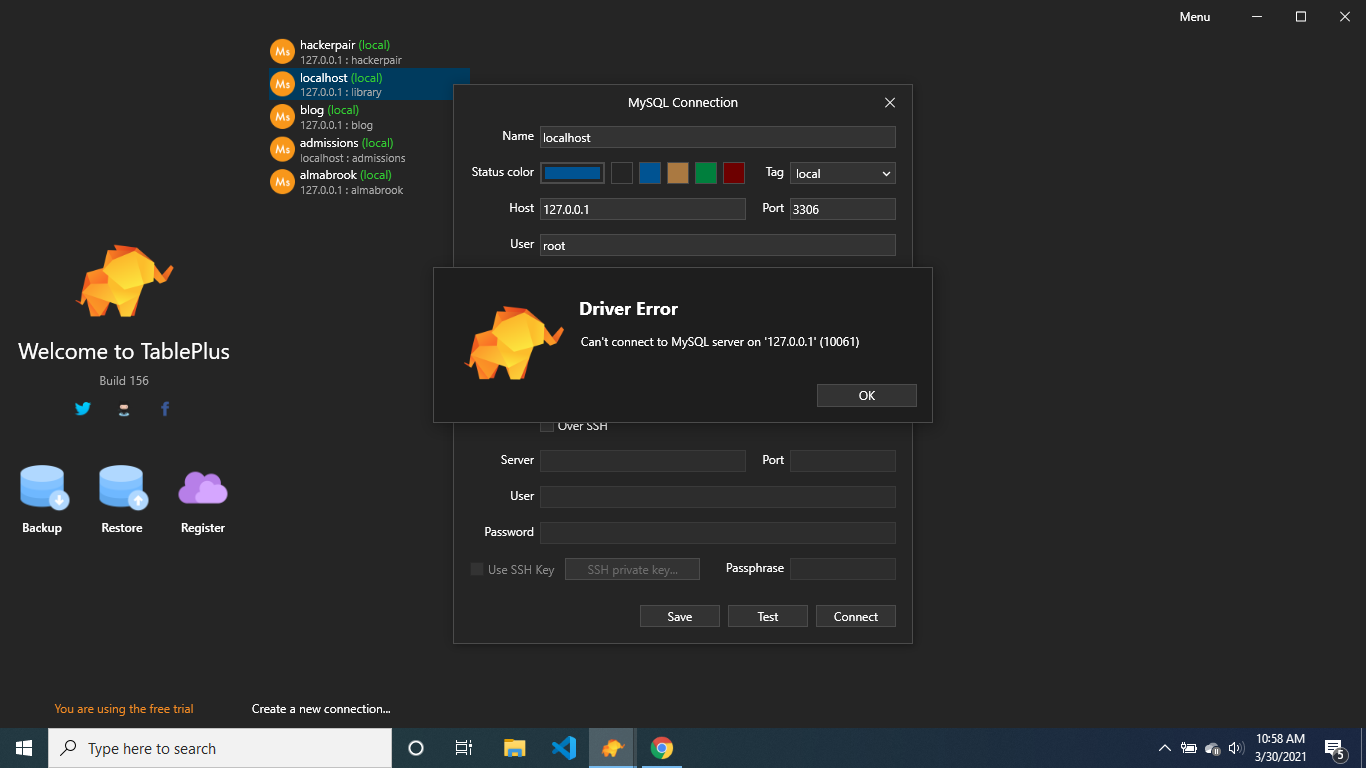 Menu
Ms
hackerpair (local)
127.0.0.1 : hackerpair
Ms
localhost (local)
127.0.0.1 : library
Ms
blog (local)
127.0.0.1 : blog
Ms
admissions (local)
localhost : admissions
Ms
almabrook (local)
127.0.0.1 : almabrook
Welcome to TablePlus
Build 156
Backup
Restore
Register
You are using the free trial
Create a new connection...
MySQL Connection
Name localhost
Status color Tag local
Host 127.0.0.1 Port 3306
User root
Driver Error
Can't connect to MySQL server on '127.0.0.1' (10061)
OK
Over SSH
Server Port
User
Password
Use SSH Key SSH private key... Passphrase
Save Test Connect
Type here to search
10:58 AM
3/30/2021
5